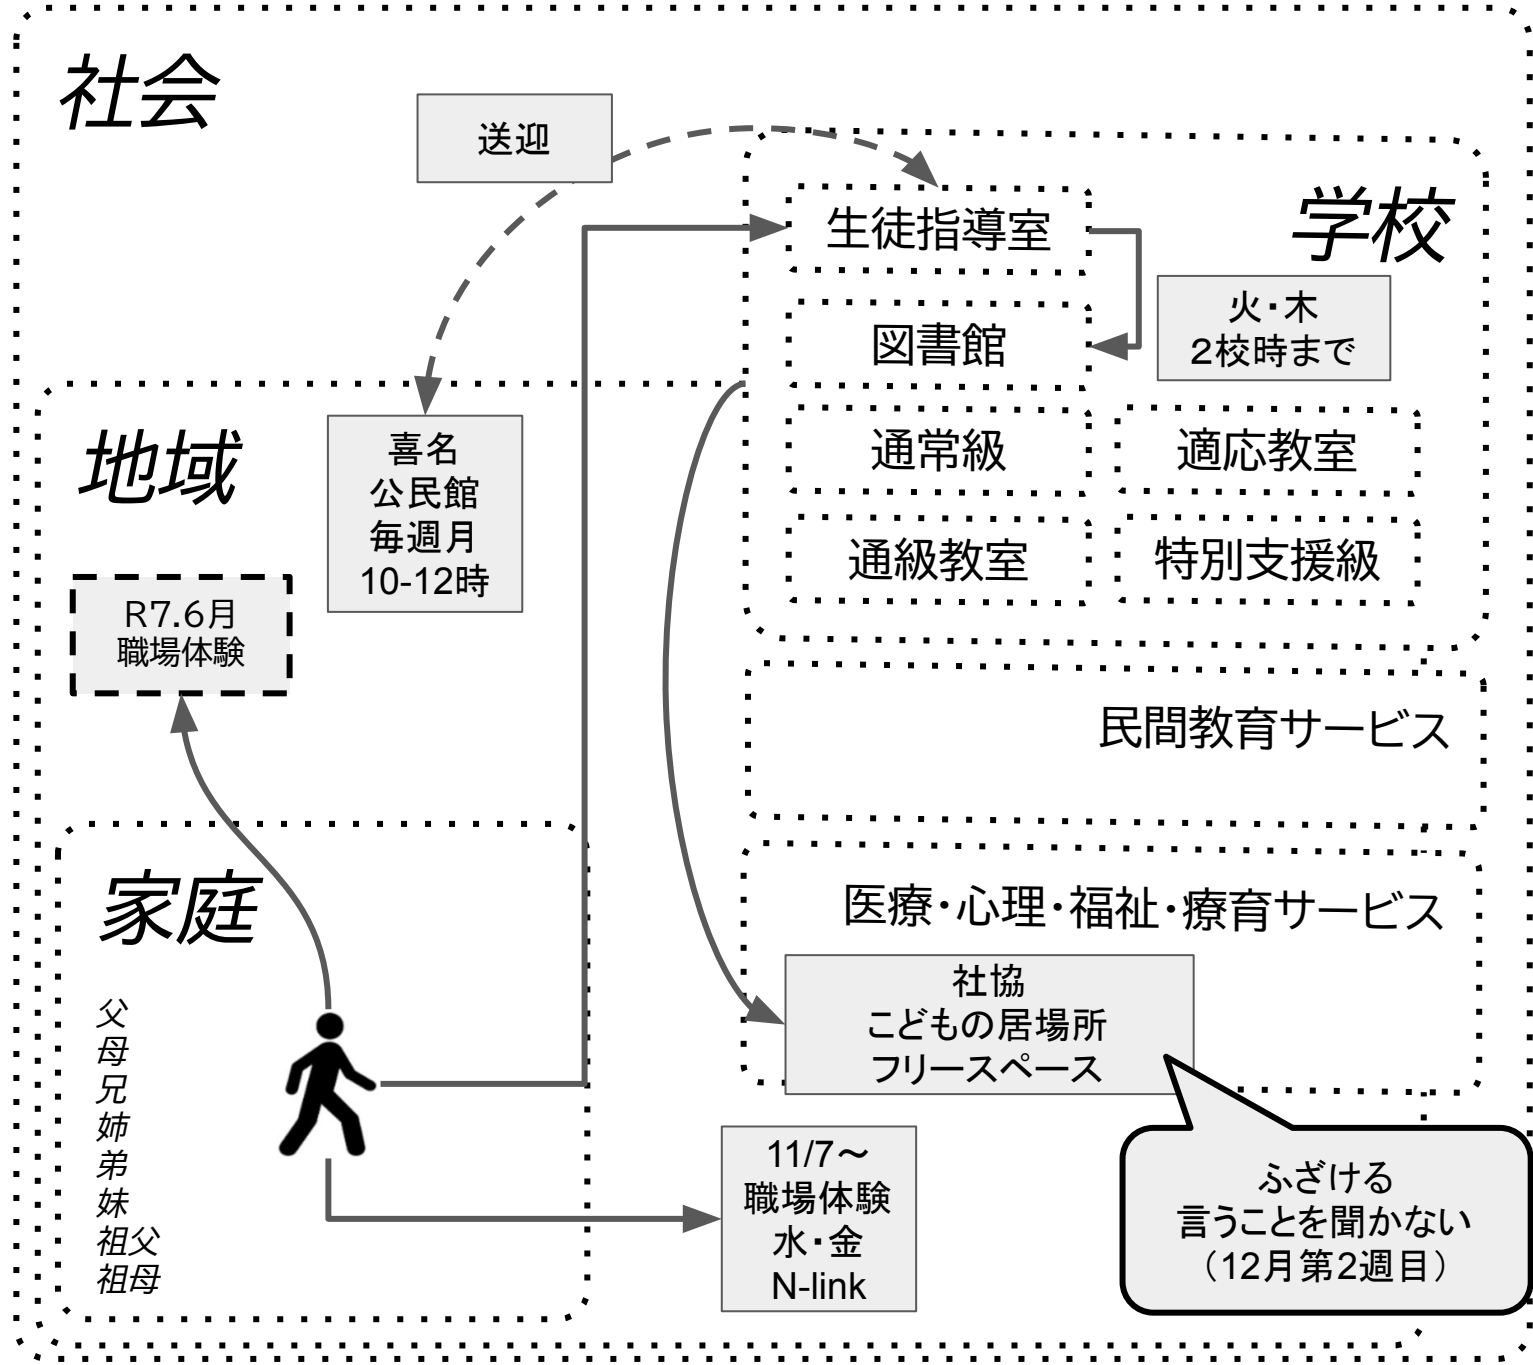 社会
送迎
学校
生徒指導室
図書館
火・木
2校時まで
通常級
適応教室
通級教室
特別支援級
地域
喜名
公民館
毎週月
10-12時
R7.6月
職場体験
民間教育サービス
医療・心理・福祉・療育サービス
社協
こどもの居場所
フリースペース
家庭
父
母
兄
姉
弟
妹
祖父
祖母
11/7～
職場体験
水・金
N-link
ふざける
言うことを聞かない
（12月第2週目）